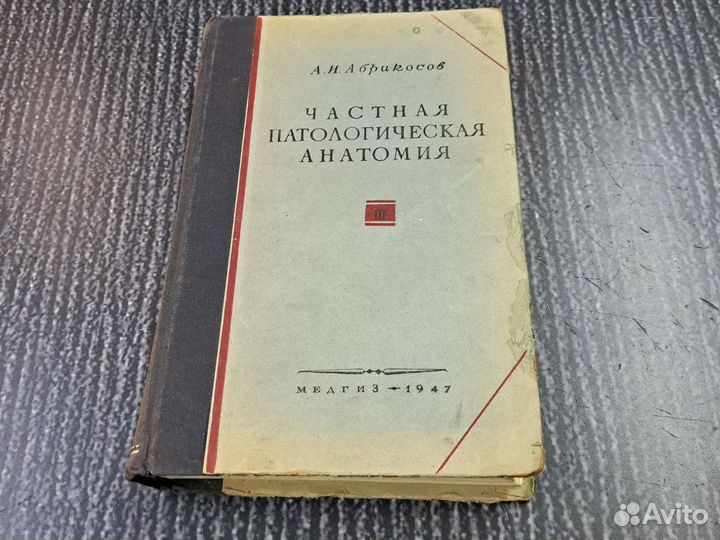 А. И. Абрикосов
ЧАСТНАЯ
ПАТОЛОГИЧЕСКАЯ
АНАТОМИЯ
III
МЕДГИЗ - 1947
Avito